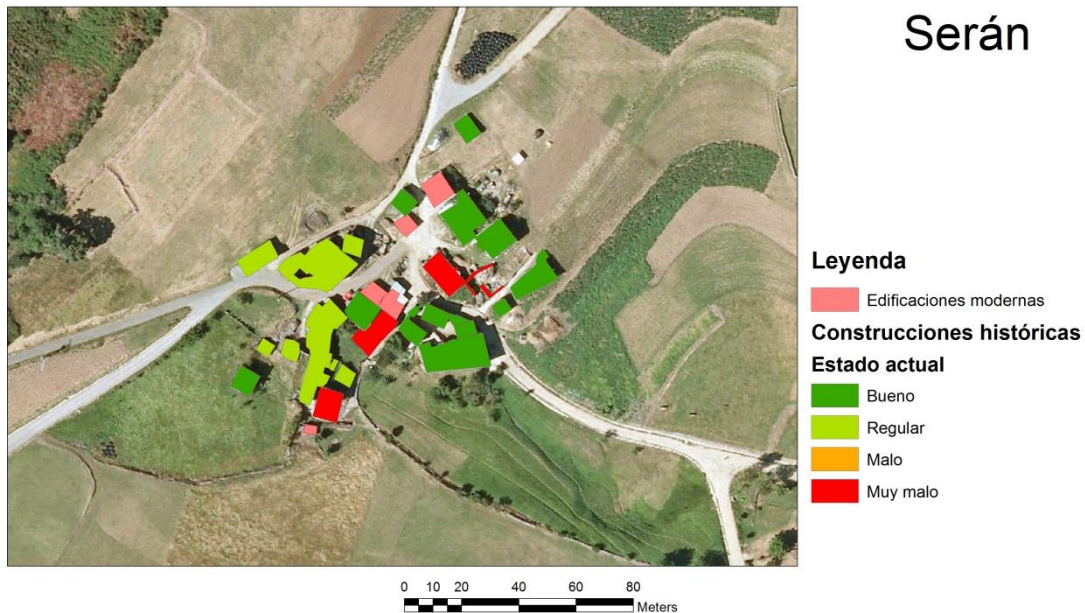 Serán
Leyenda
Edificaciones modernas
Construcciones históricas
Estado actual
Bueno
Regular
Malo
Muy malo
0 10 20 40 60 80
Meters